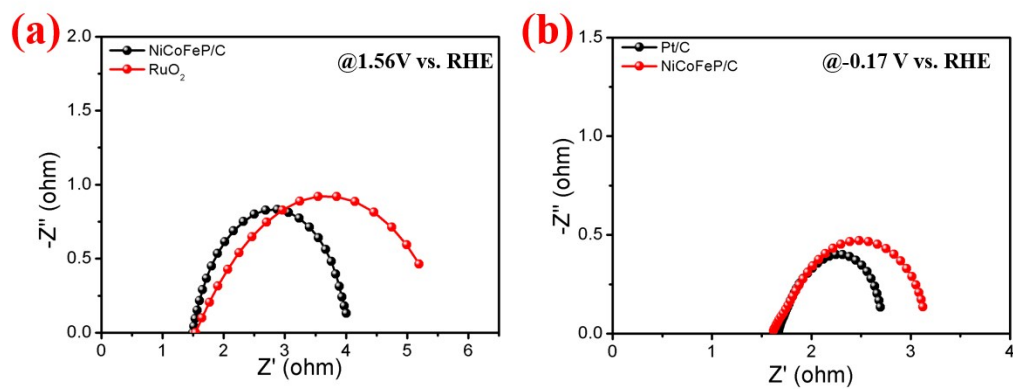 (a)
2.0
1.5
1.0
0.5
0.0
-Z'' (ohm)
NiCoFeP/C
RuO2
@1.56V vs. RHE
0 1 2 3 4 5 6
Z' (ohm)
(b)
1.5
1.0
0.5
0.0
-Z'' (ohm)
Pt/C
NiCoFeP/C
@-0.17 V vs. RHE
0 1 2 3 4
Z' (ohm)